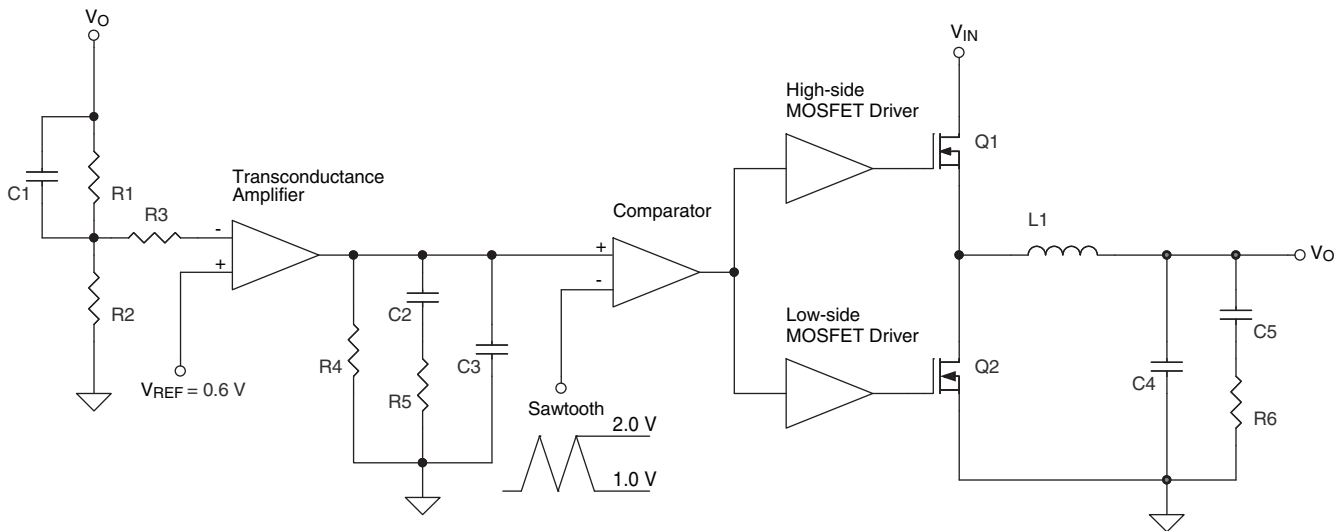 VO
VIN
High-side
MOSFET Driver
Q1
C1
R1
Transconductance
Amplifier
R3
-
+
Comparator
+
-
L1
VO
R2
C2
R4
C3
R5
VREF = 0.6 V
Sawtooth
2.0 V
1.0 V
Low-side
MOSFET Driver
Q2
C5
C4
R6